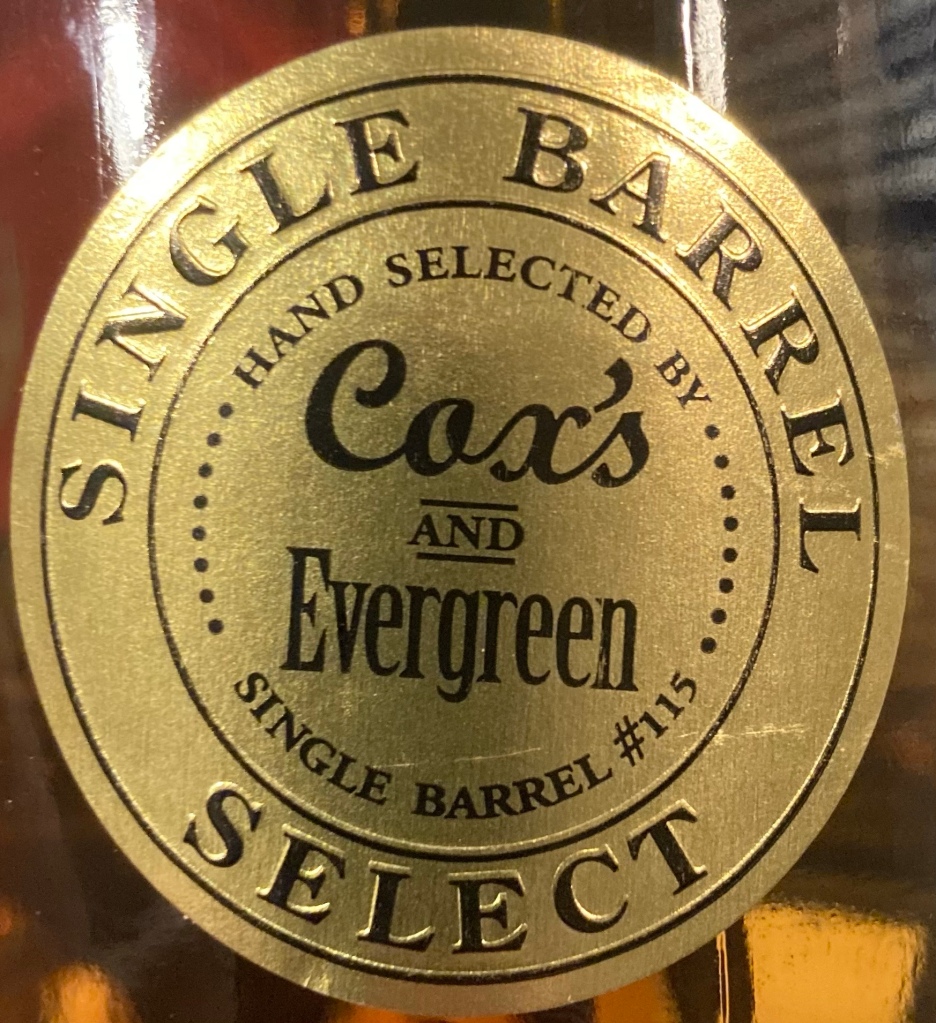 SINGLE BARREL
HAND SELECTED BY
Cox's
AND
Evergreen
SINGLE BARREL #115
SELECT